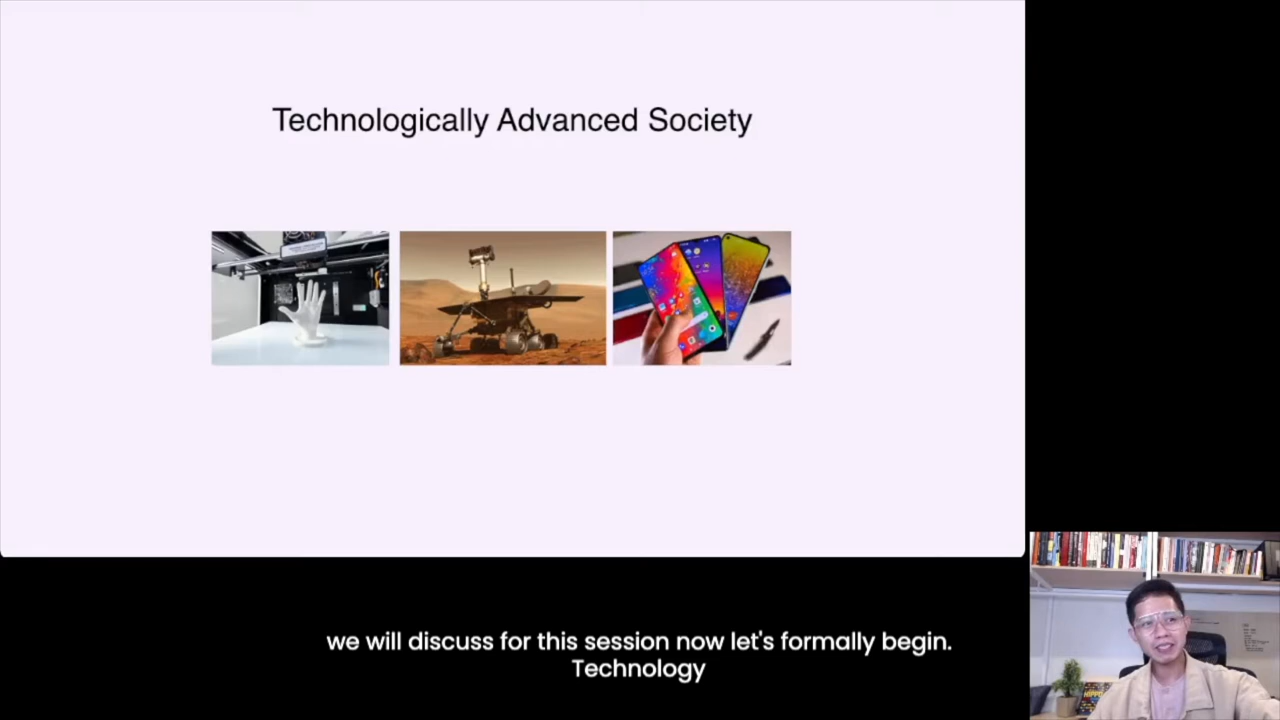 Technologically Advanced Society
we will discuss for this session now let's formally begin.
Technology